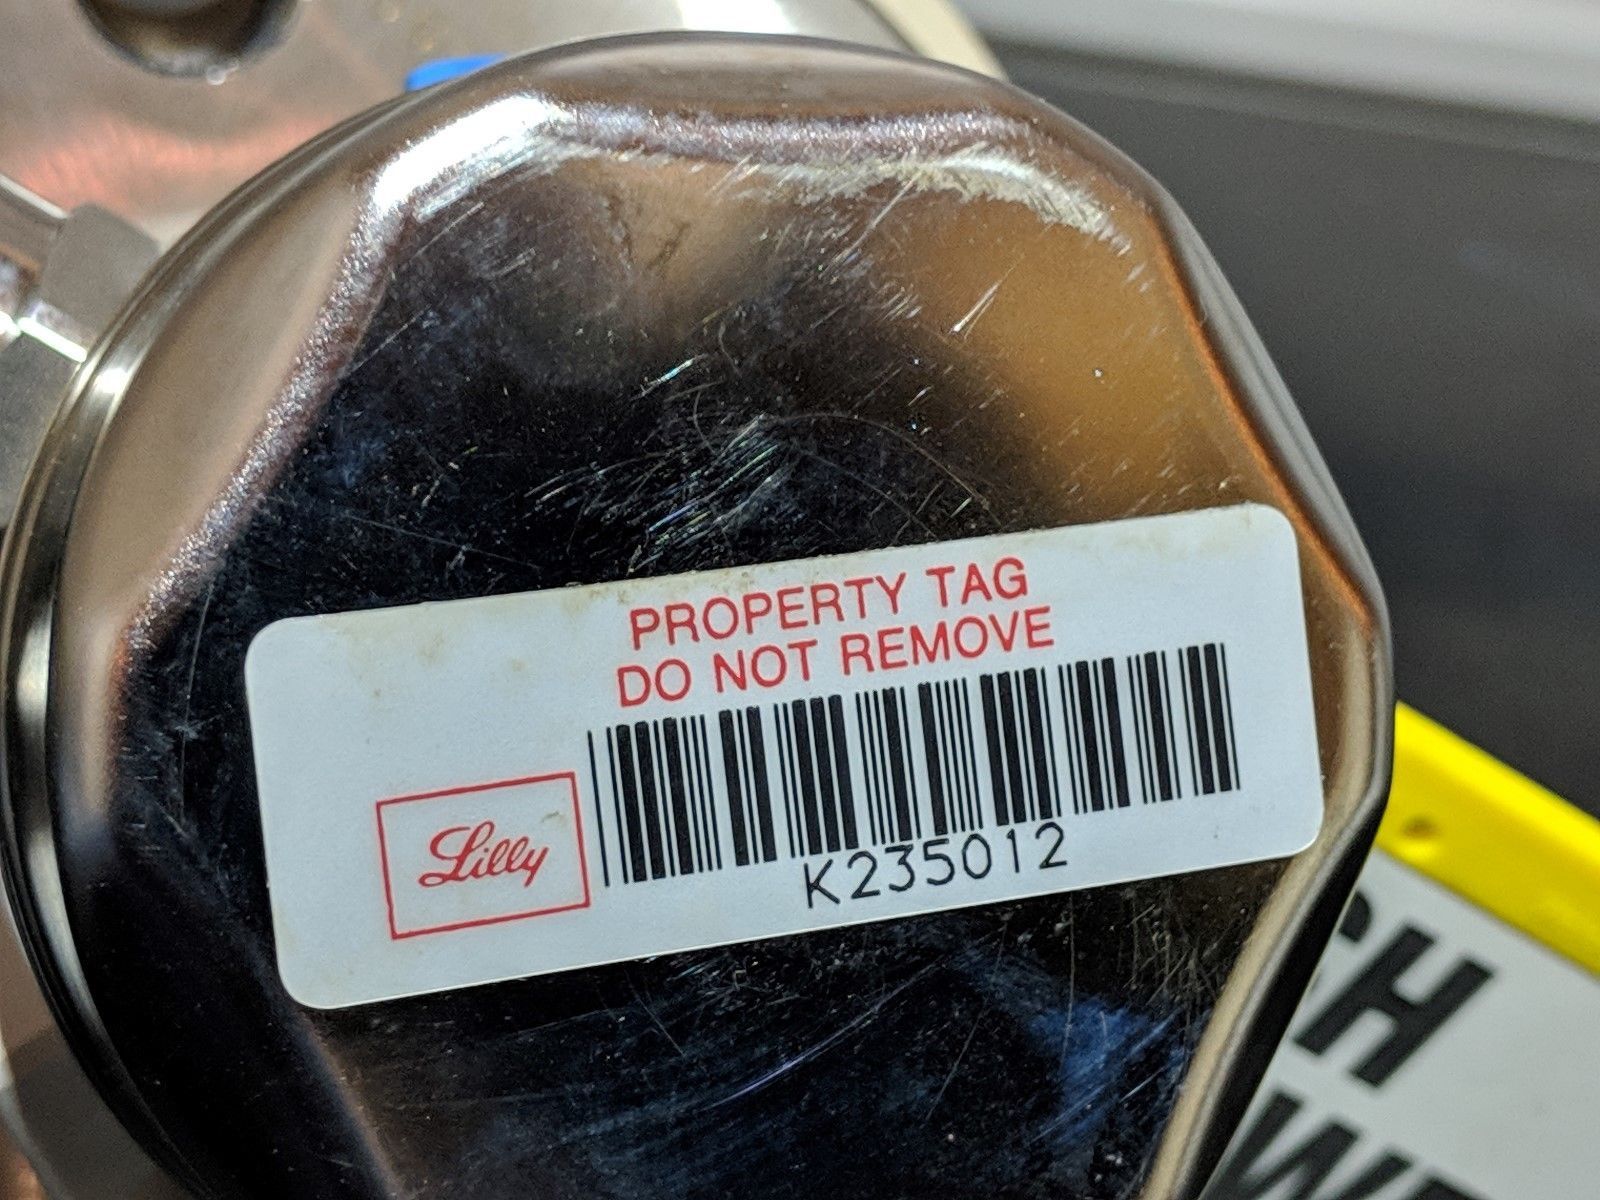 PROPERTY TAG
DO NOT REMOVE
Lilly
K235012